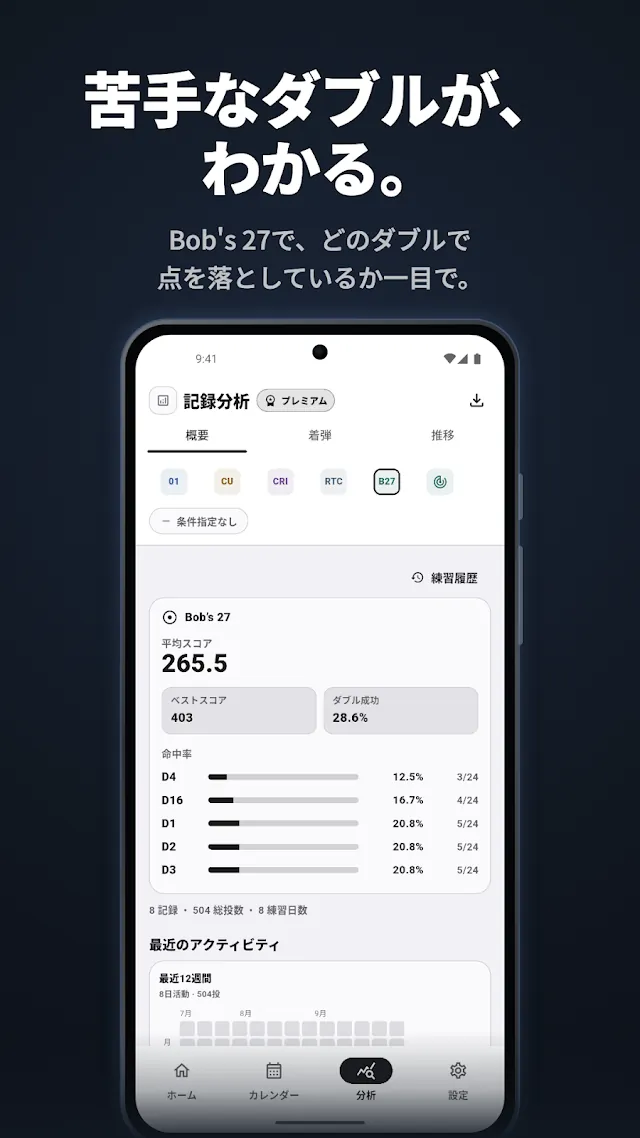 苦手なダブルが、
わかる。
Bob's 27で、どのダブルで
点を落としているか一目で。
9:41
記録分析 プレミアム
概要 着弾 推移
01 CU CRI RTC B27
− 条件指定なし
練習履歴
Bob's 27
平均スコア
265.5
ベストスコア ダブル成功
403 28.6%
命中率
D4 12.5% 3/24
D16 16.7% 4/24
D1 20.8% 5/24
D2 20.8% 5/24
D3 20.8% 5/24
8 記録 ・ 504 総投数 ・ 8 練習日数
最近のアクティビティ
最近12週間
8日活動 · 504投
7月 8月 9月
月
ホーム カレンダー 分析 設定